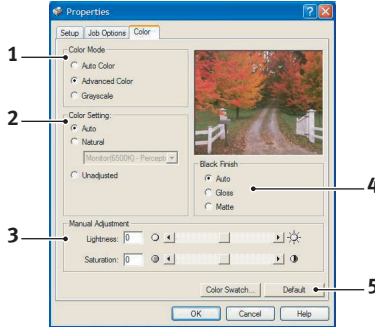 Properties
Setup Job Options Color
Color Mode
1
Auto Color
Advanced Color
Grayscale
2
Color Setting:
Auto
Natural
Monitor(6500K) - Percepti
Unadjusted
Black Finish
Auto
4
Gloss
Matte
Manual Adjustment
3
Lightness: 0
Saturation: 0
Color Swatch... Default
5
OK Cancel Help